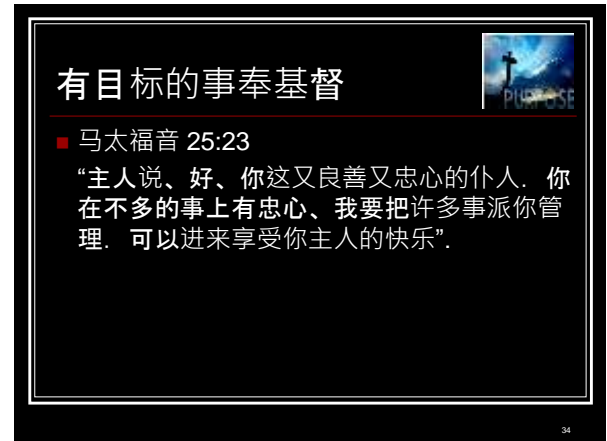 有目标的事奉基督
PURPOSE
马太福音 25:23
“主人说、好、你这又良善又忠心的仆人. 你
在不多的事上有忠心、我要把许多事派你管
理. 可以进来享受你主人的快乐”.
34